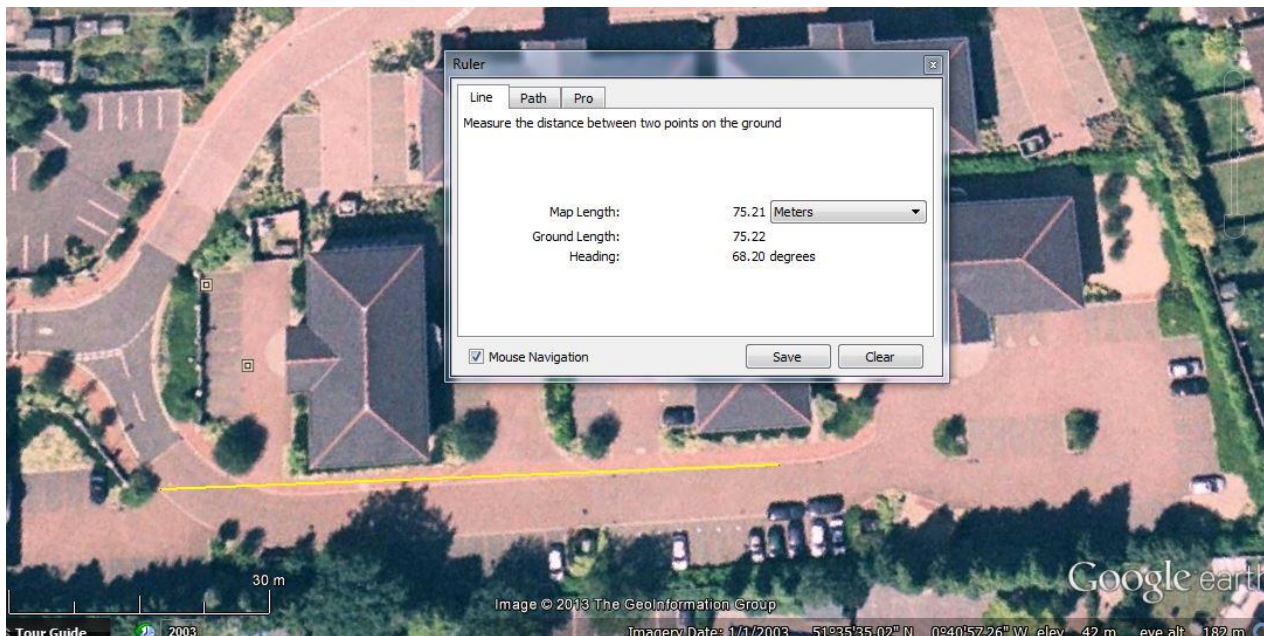 Ruler
Line Path Pro
Measure the distance between two points on the ground
Map Length: 75.21 Meters
Ground Length: 75.22
Heading: 68.20 degrees
Mouse Navigation Save Clear
30 m
Google earth
Image © 2013 The GeoInformation Group
Tour Guide 2003 Imagery Date: 1/1/2003 51°35'35.02" N 0°40'57.26" W elev 42 m eye alt 182 m